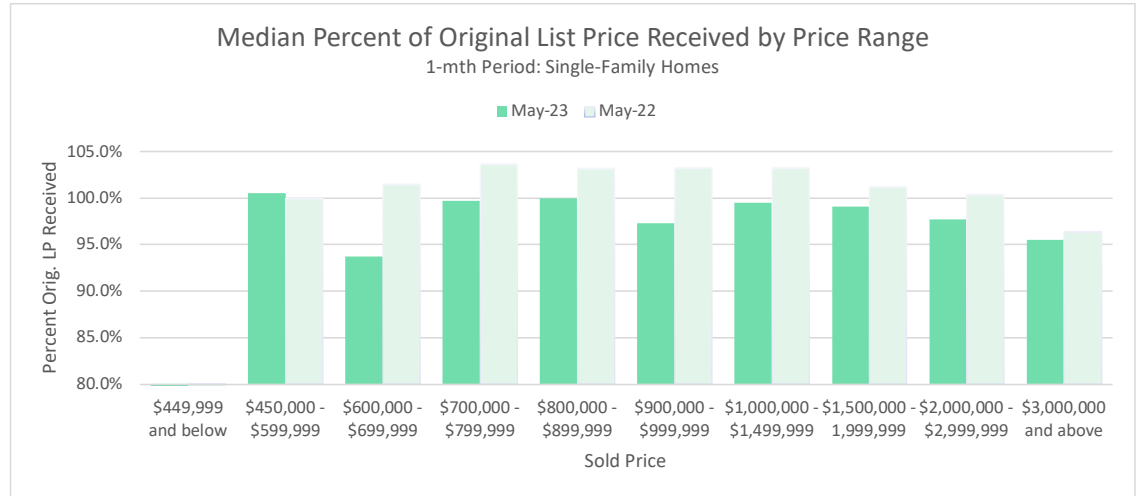 Median Percent of Original List Price Received by Price Range
1-mth Period: Single-Family Homes
May-23 May-22
Percent Orig. LP Received
105.0%
100.0%
95.0%
90.0%
85.0%
80.0%
$449,999 $450,000 - $600,000 - $700,000 - $800,000 - $900,000 - $1,000,000 - $1,500,000 - $2,000,000 - $3,000,000
and below $599,999 $699,999 $799,999 $899,999 $999,999 $1,499,999 1,999,999 $2,999,999 and above
Sold Price